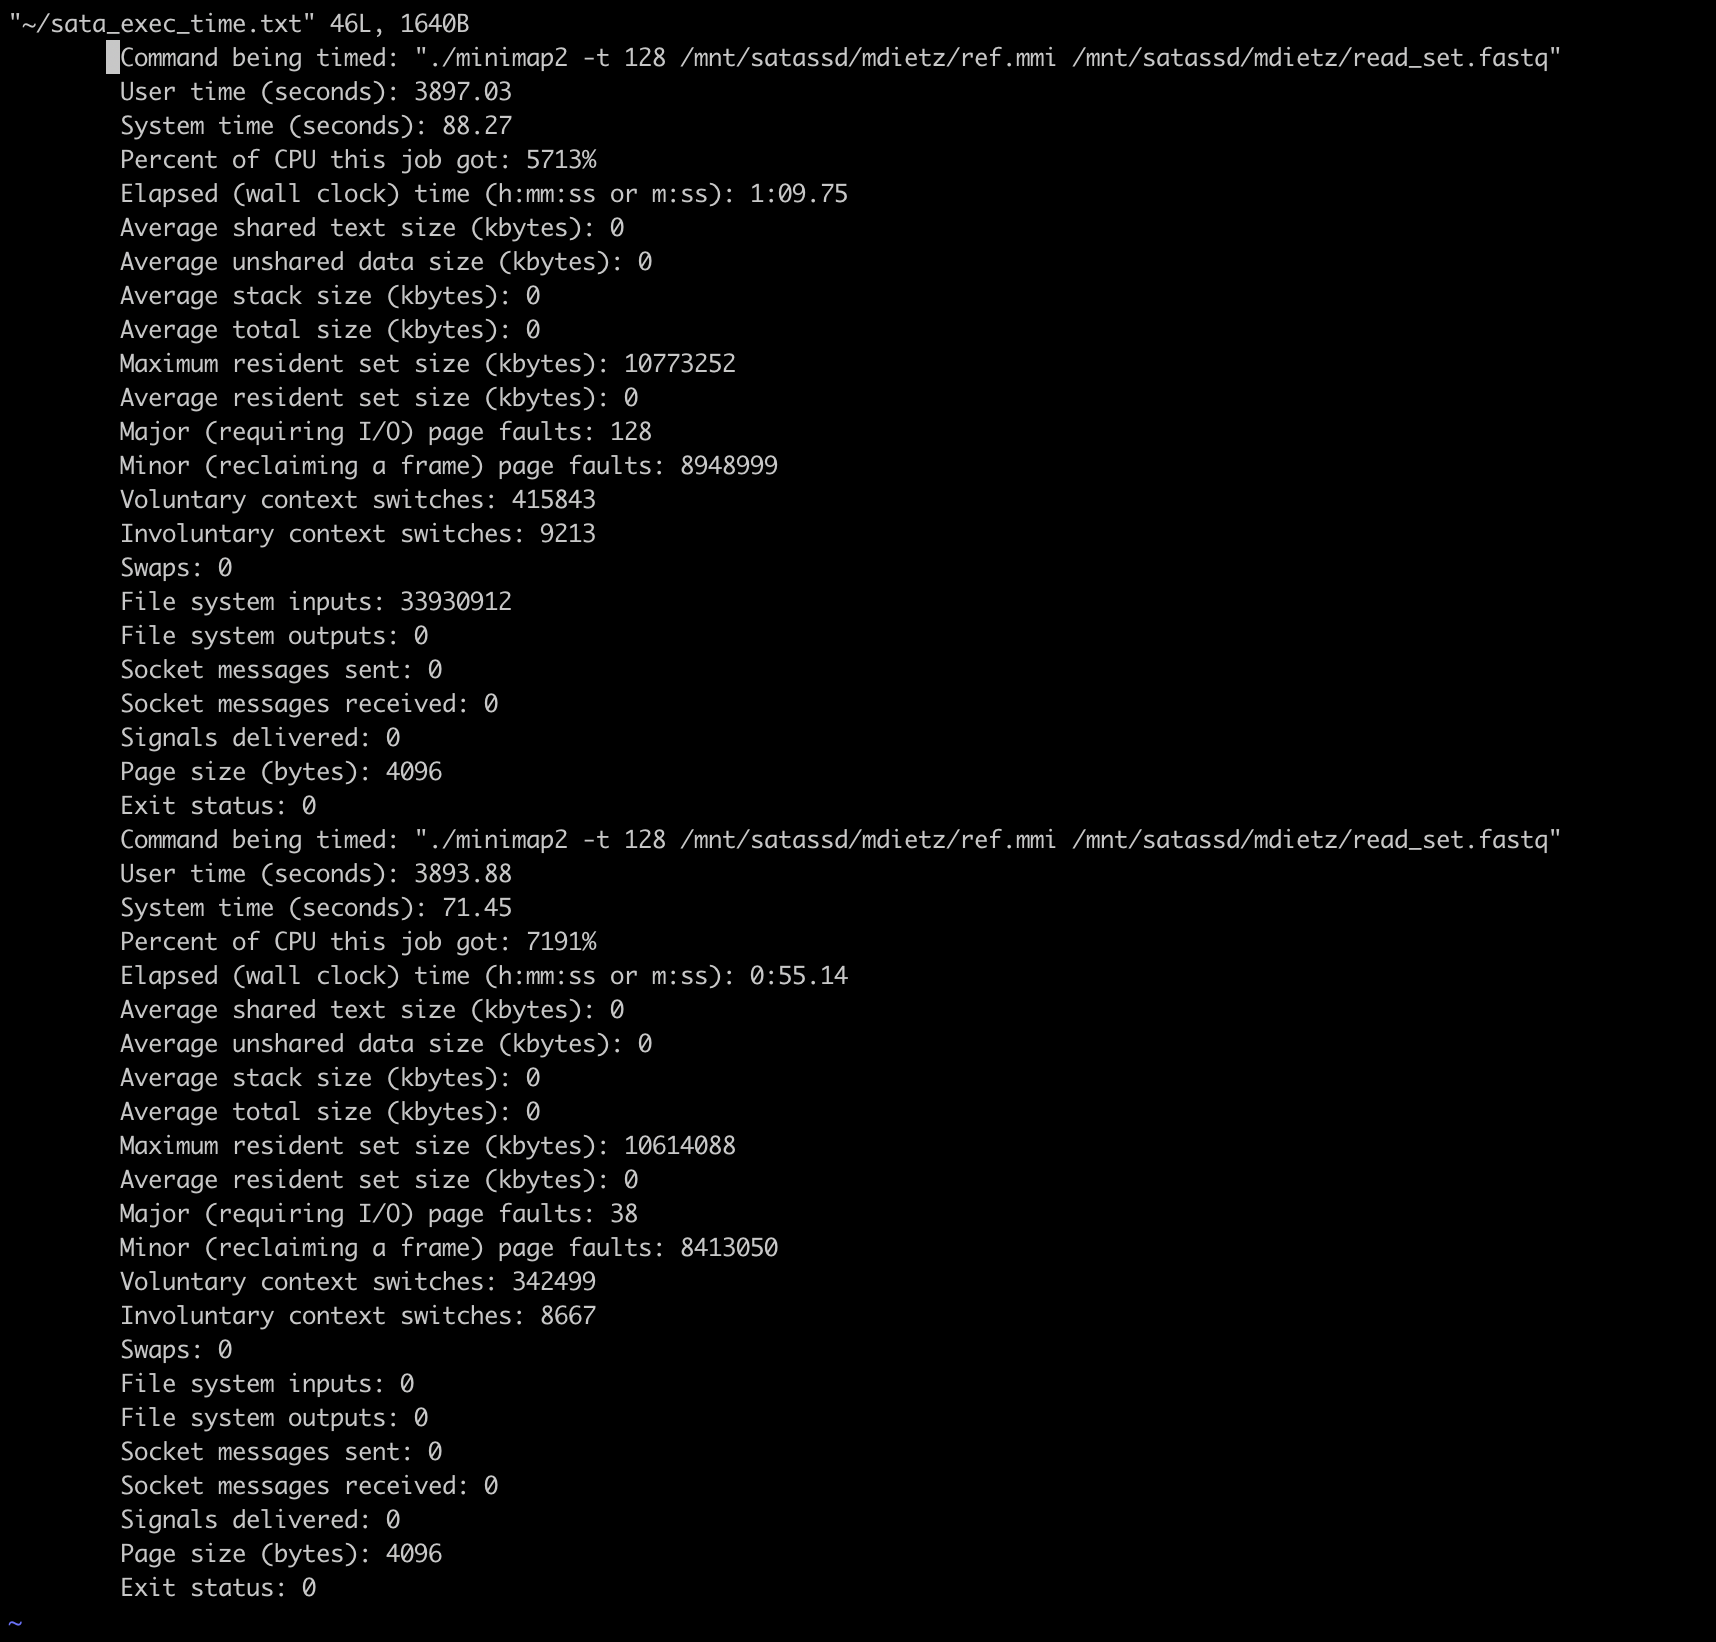 "~/sata_exec_time.txt" 46L, 1640B
Command being timed: "./minimap2 -t 128 /mnt/satassd/mdietz/ref.mmi /mnt/satassd/mdietz/read_set.fastq"
User time (seconds): 3897.03
System time (seconds): 88.27
Percent of CPU this job got: 5713%
Elapsed (wall clock) time (h:mm:ss or m:ss): 1:09.75
Average shared text size (kbytes): 0
Average unshared data size (kbytes): 0
Average stack size (kbytes): 0
Average total size (kbytes): 0
Maximum resident set size (kbytes): 10773252
Average resident set size (kbytes): 0
Major (requiring I/O) page faults: 128
Minor (reclaiming a frame) page faults: 8948999
Voluntary context switches: 415843
Involuntary context switches: 9213
Swaps: 0
File system inputs: 33930912
File system outputs: 0
Socket messages sent: 0
Socket messages received: 0
Signals delivered: 0
Page size (bytes): 4096
Exit status: 0
Command being timed: "./minimap2 -t 128 /mnt/satassd/mdietz/ref.mmi /mnt/satassd/mdietz/read_set.fastq"
User time (seconds): 3893.88
System time (seconds): 71.45
Percent of CPU this job got: 7191%
Elapsed (wall clock) time (h:mm:ss or m:ss): 0:55.14
Average shared text size (kbytes): 0
Average unshared data size (kbytes): 0
Average stack size (kbytes): 0
Average total size (kbytes): 0
Maximum resident set size (kbytes): 10614088
Average resident set size (kbytes): 0
Major (requiring I/O) page faults: 38
Minor (reclaiming a frame) page faults: 8413050
Voluntary context switches: 342499
Involuntary context switches: 8667
Swaps: 0
File system inputs: 0
File system outputs: 0
Socket messages sent: 0
Socket messages received: 0
Signals delivered: 0
Page size (bytes): 4096
Exit status: 0
~